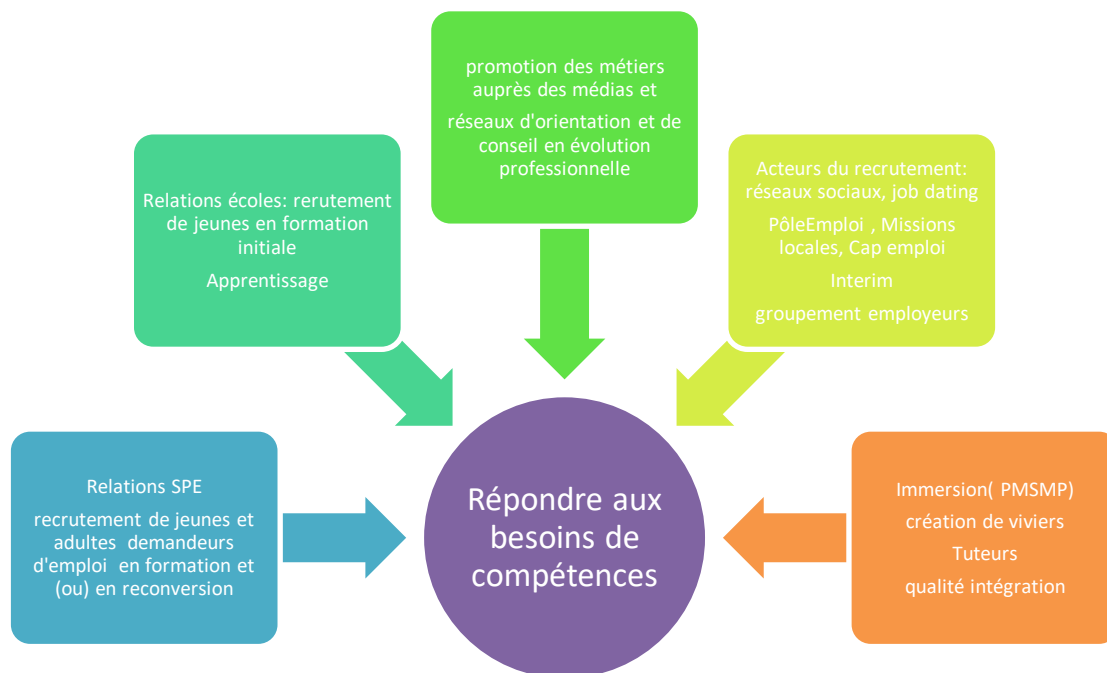 promotion des métiers
auprès des médias et
réseaux d'orientation et de
conseil en évolution
professionnelle
Relations écoles: rerutement
de jeunes en formation
initiale
Apprentissage
Acteurs du recrutement:
réseaux sociaux, job dating
PôleEmploi , Missions
locales, Cap emploi
Interim
groupement employeurs
Relations SPE
recrutement de jeunes et
adultes demandeurs
d'emploi en formation et
(ou) en reconversion
Répondre aux
besoins de
compétences
Immersion( PMSMP)
création de viviers
Tuteurs
qualité intégration